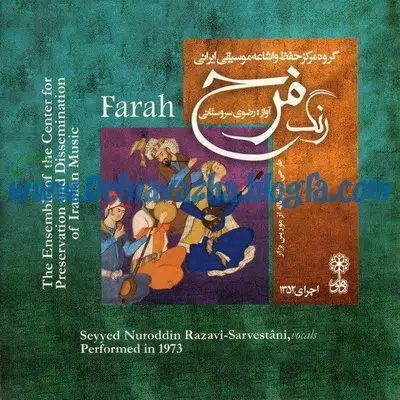 گروه مرکز حفظ و اشاعه موسیقی ایرانی
رنگ فرح
آواز: رضوی سروستانی
Farah
The Ensemble of the Center for
Preservation and Dissemination
of Iranian Music
اجرای ۱۳۵۲
Seyyed Nuroddin Razavi-Sarvestâni, vocals
Performed in 1973